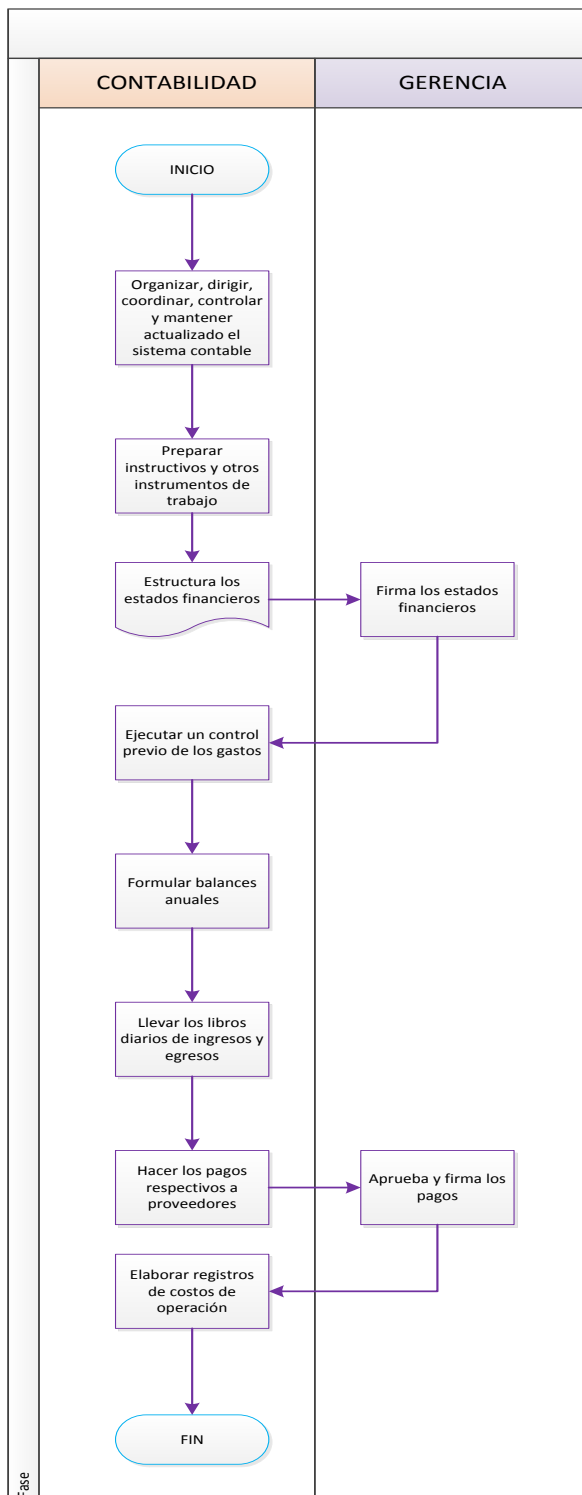 CONTABILIDAD
GERENCIA
INICIO
Organizar, dirigir,
coordinar, controlar
y mantener
actualizado el
sistema contable
Preparar
instructivos y otros
instrumentos de
trabajo
Estructura los
estados financieros
Firma los estados
financieros
Ejecutar un control
previo de los gastos
Formular balances
anuales
Llevar los libros
diarios de ingresos y
egresos
Hacer los pagos
respectivos a
proveedores
Aprueba y firma los
pagos
Elaborar registros
de costos de
operación
FIN
Fase